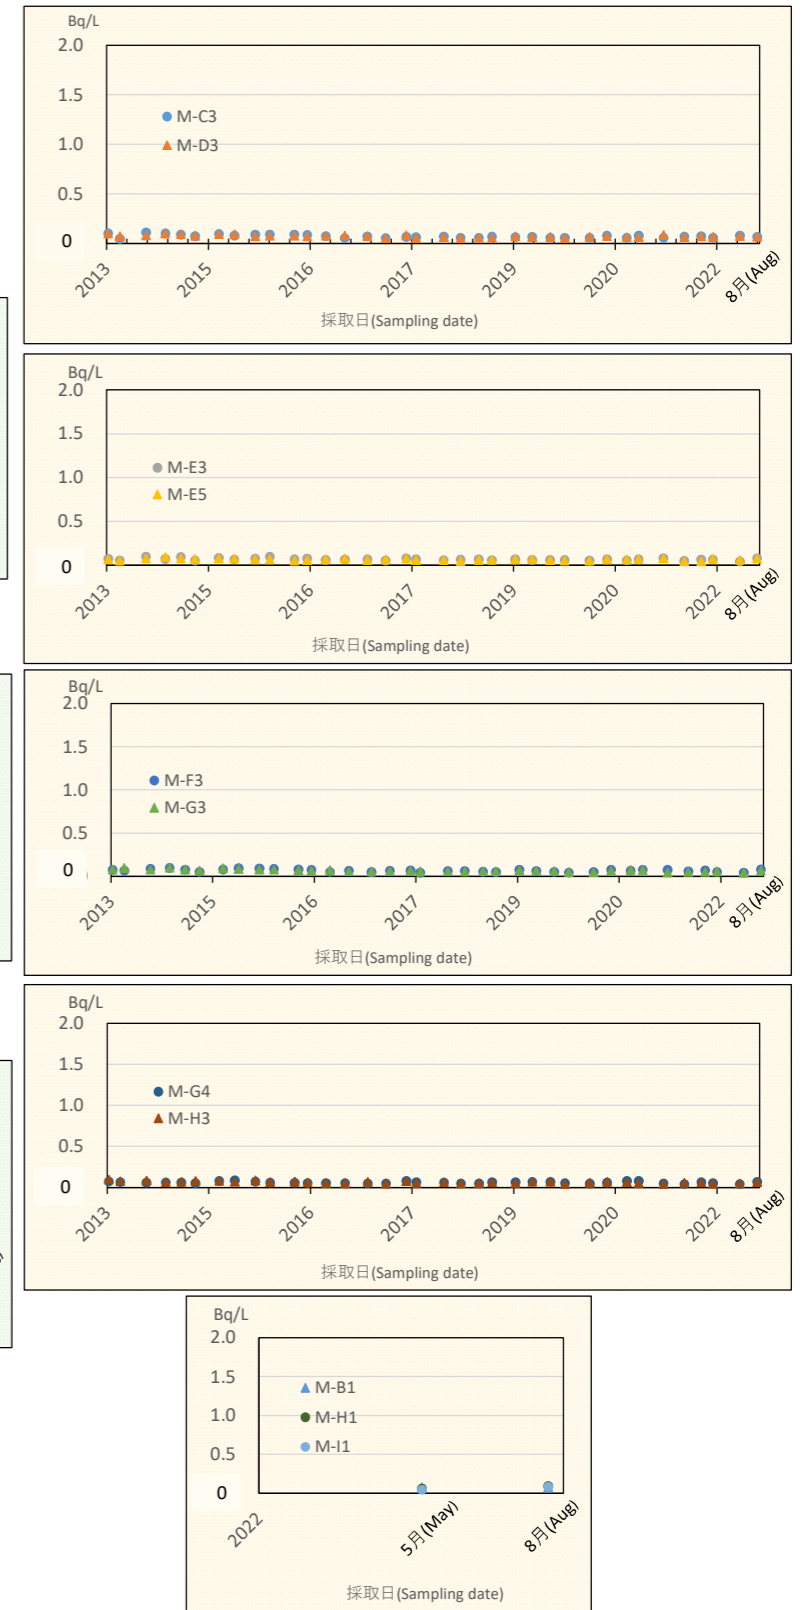 Bq/L
2.0
1.5
M-C3
1.0
M-D3
0.5
0
2013
2015
2016
2017
2019
2020
2022
8月(Aug)
採取日(Sampling date)
Bq/L
2.0
1.5
1.0
M-E3
M-E5
0.5
0
2013
2015
2016
2017
2019
2020
2022
8月(Aug)
採取日(Sampling date)
Bq/L
2.0
1.5
1.0
M-F3
M-G3
0.5
0
2013
2015
2016
2017
2019
2020
2022
8月(Aug)
採取日(Sampling date)
Bq/L
2.0
1.5
M-G4
1.0
M-H3
0.5
0
2013
2015
2016
2017
2019
2020
2022
8月(Aug)
採取日(Sampling date)
Bq/L
2.0
1.5
M-B1
1.0
M-H1
0.5
M-I1
0
2022
5月(May)
8月(Aug)
採取日(Sampling date)